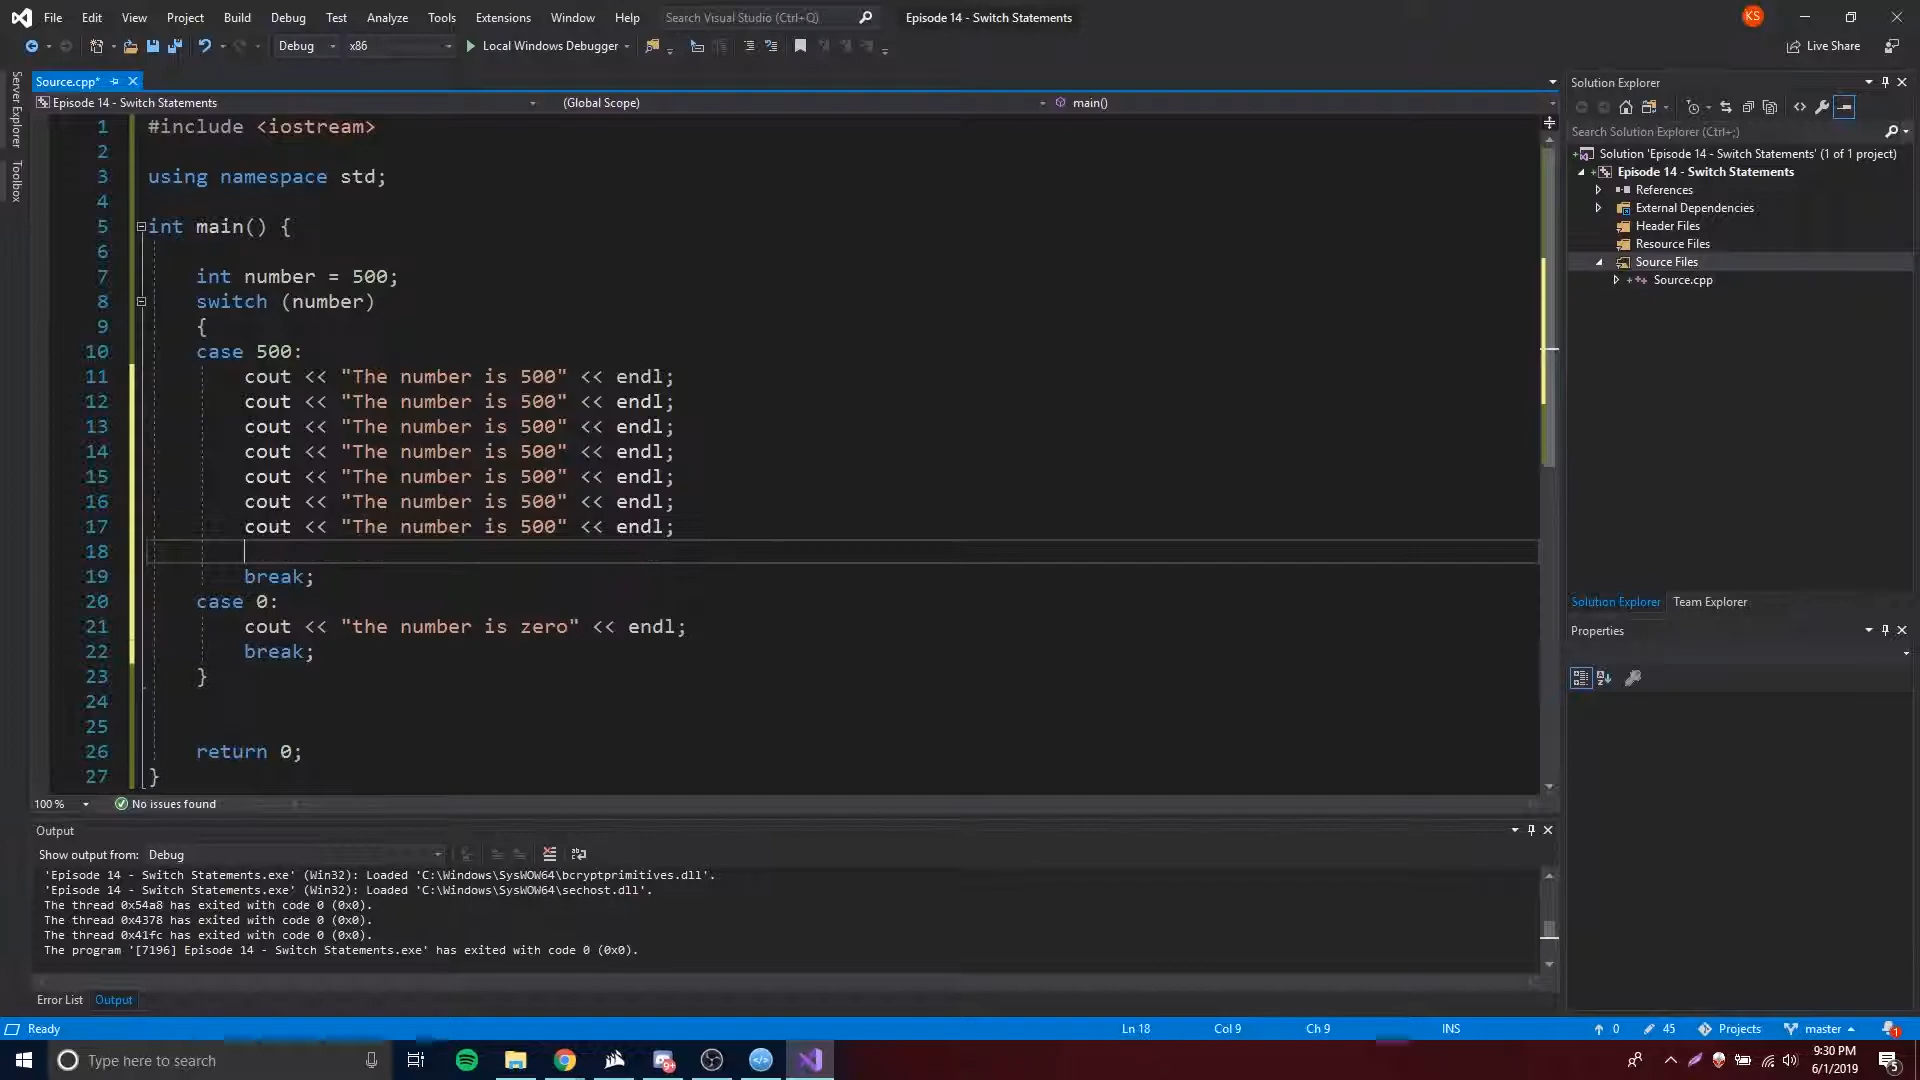 File Edit View Project Build Debug Test Analyze Tools Extensions Window Help Search Visual Studio (Ctrl+Q) Episode 14 - Switch Statements KS
Debug x86 Local Windows Debugger Live Share
Server Explorer
Toolbox
Source.cpp*
Episode 14 - Switch Statements (Global Scope) main()
1 #include <iostream>
2
3 using namespace std;
4
5 int main() {
6
7 int number = 500;
8 switch (number)
9 {
10 case 500:
11 cout << "The number is 500" << endl;
12 cout << "The number is 500" << endl;
13 cout << "The number is 500" << endl;
14 cout << "The number is 500" << endl;
15 cout << "The number is 500" << endl;
16 cout << "The number is 500" << endl;
17 cout << "The number is 500" << endl;
18
19 break;
20 case 0:
21 cout << "the number is zero" << endl;
22 break;
23 }
24
25
26 return 0;
27 }
100 % No issues found
Output
Show output from: Debug
'Episode 14 - Switch Statements.exe' (Win32): Loaded 'C:\Windows\SysWOW64\bcryptprimitives.dll'.
'Episode 14 - Switch Statements.exe' (Win32): Loaded 'C:\Windows\SysWOW64\sechost.dll'.
The thread 0x54a8 has exited with code 0 (0x0).
The thread 0x4378 has exited with code 0 (0x0).
The thread 0x41fc has exited with code 0 (0x0).
The program '[7196] Episode 14 - Switch Statements.exe' has exited with code 0 (0x0).
Error List Output
Solution Explorer
Search Solution Explorer (Ctrl+;)
Solution 'Episode 14 - Switch Statements' (1 of 1 project)
Episode 14 - Switch Statements
References
External Dependencies
Header Files
Resource Files
Source Files
Source.cpp
Solution Explorer Team Explorer
Properties
Ready Ln 18 Col 9 Ch 9 INS 0 45 Projects master 1
Type here to search 9:30 PM
6/1/2019 5